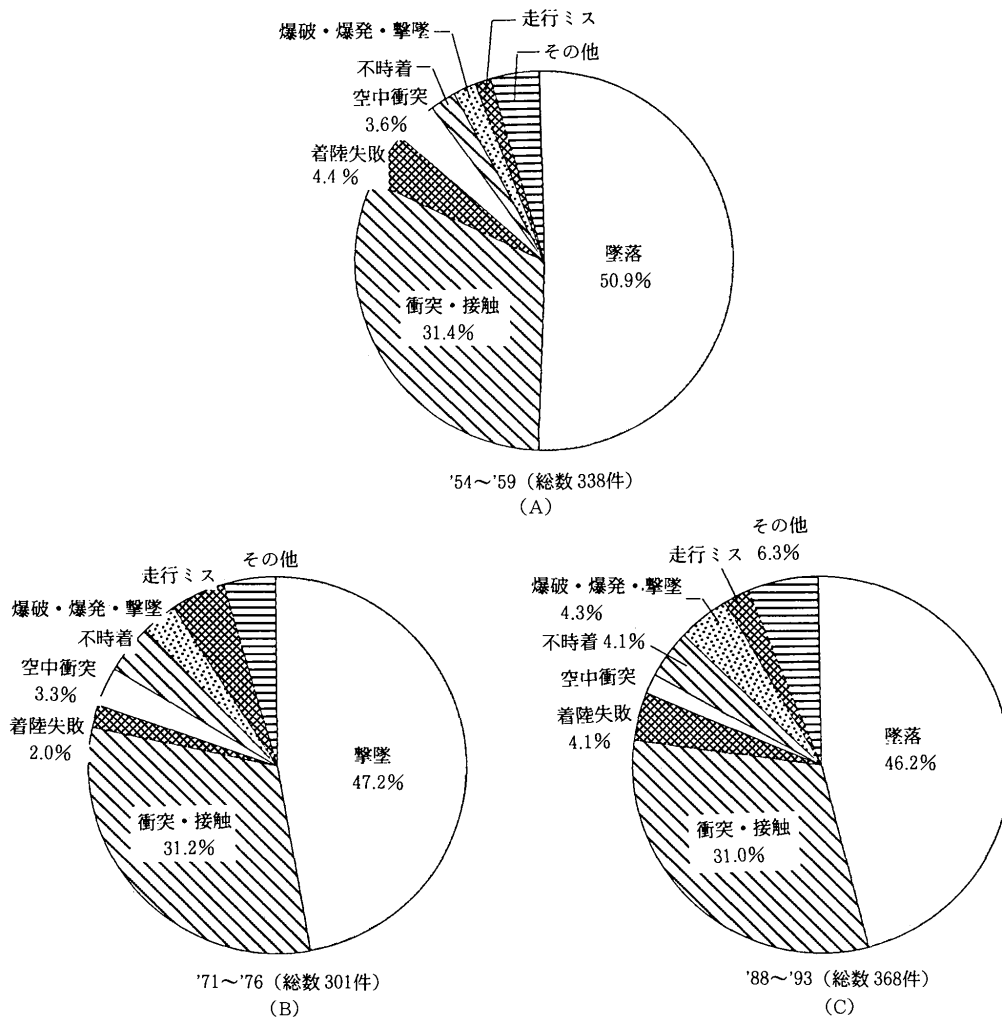 爆破・爆発・撃墜
走行ミス
その他
不時着
空中衝突
3.6%
着陸失敗
4.4%
墜落
50.9%
衝突・接触
31.4%
'54～'59（総数338件）
（A）
その他
走行ミス
爆破・爆発・撃墜
不時着
空中衝突
3.3%
着陸失敗
2.0%
撃墜
47.2%
衝突・接触
31.2%
'71～'76（総数301件）
（B）
その他
6.3%
走行ミス
爆破・爆発・撃墜
4.3%
不時着 4.1%
空中衝突
着陸失敗
4.1%
墜落
46.2%
衝突・接触
31.0%
'88～'93（総数368件）
（C）